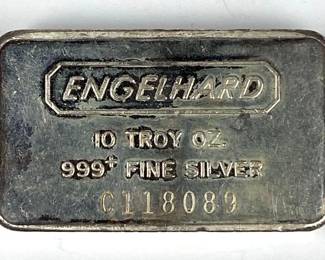 ENGELHARD
10 TROY OZ.
999+ FINE SILVER
C118089